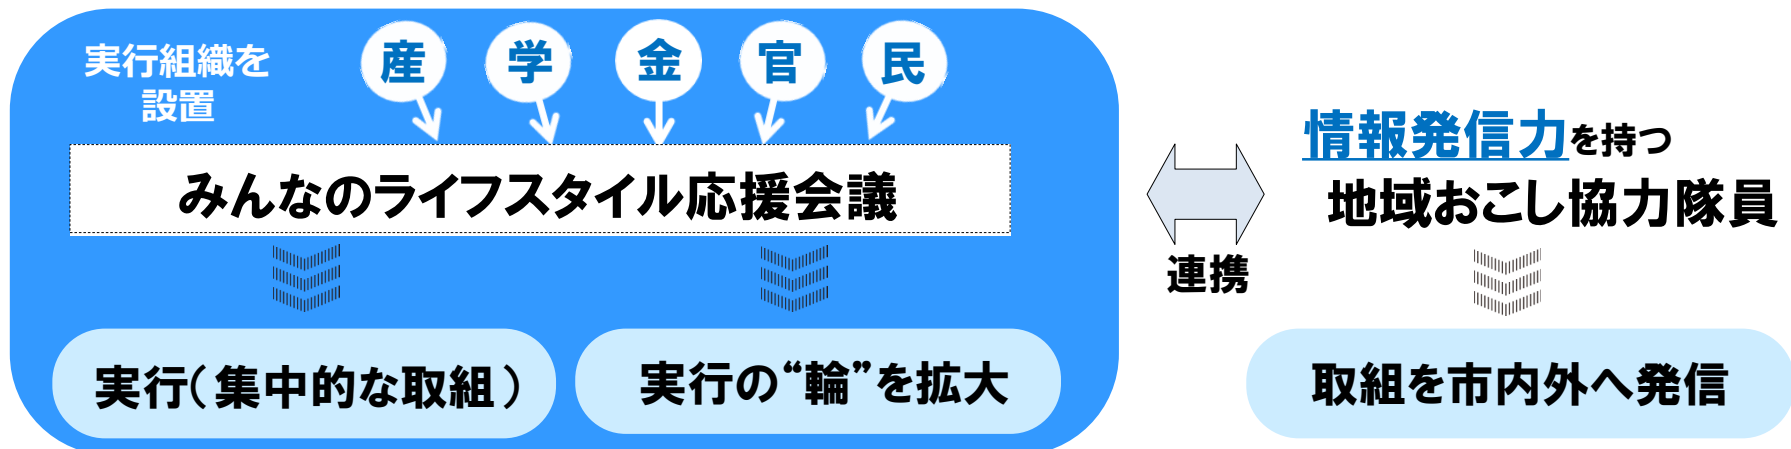 実行組織を
設置
産 学 金 官 民
みんなのライフスタイル応援会議
実行（集中的な取組）
実行の“輪”を拡大
連携
情報発信力を持つ
地域おこし協力隊員
取組を市内外へ発信